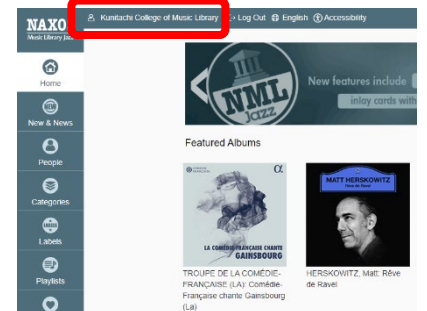 NAXO
Music Library Jazz
Kunitachi College of Music Library
Log Out
English
Accessibility
Home
NEW
New & News
People
Categories
Labels
Playlists
NML
Jazz
New features include
inlay cards with
Featured Albums
α
LA COMÉDIE-FRANÇAISE CHANTE
GAINSBOURG
MATT HERSKOWITZ
Rêve de Ravel
TROUPE DE LA COMÉDIE-
FRANÇAISE (LA): Comédie-
Française chante Gainsbourg
(La)
HERSKOWITZ, Matt: Rêve
de Ravel